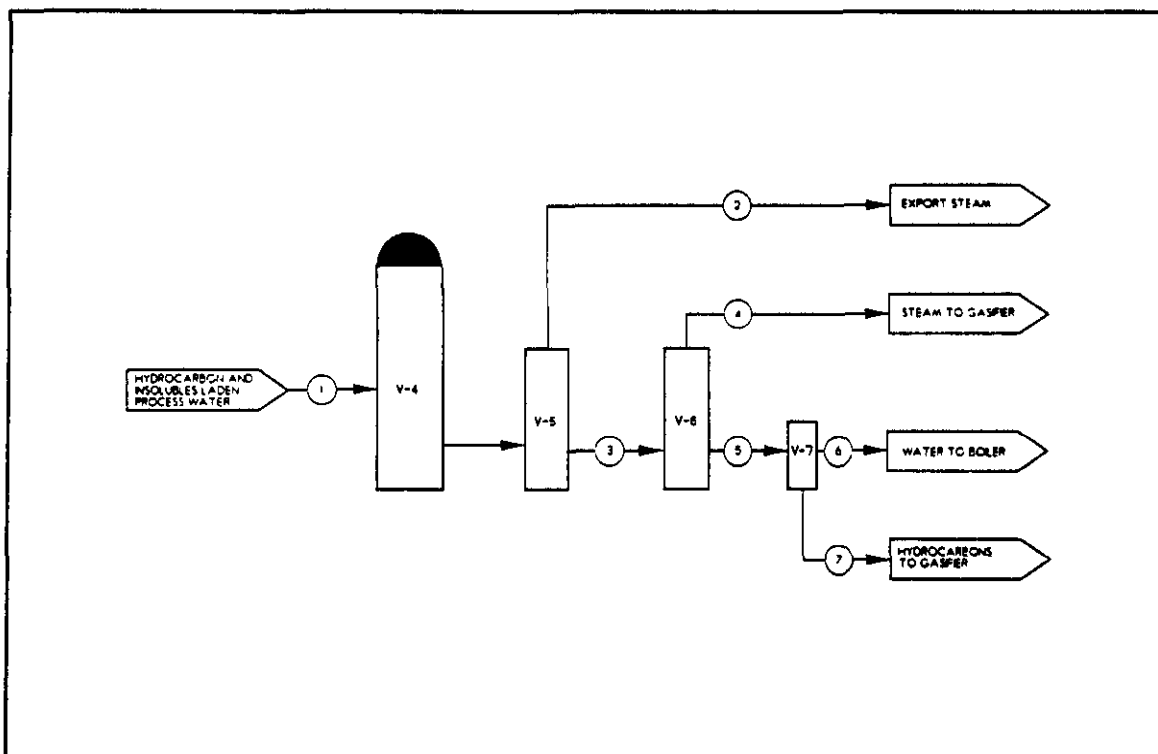 2
EXPORT STEAM
4
STEAM TO GASIFIER
HYDROCARBON AND
INSOLUBLES LADEN
PROCESS WATER
1
V-4
V-5
3
V-6
5
V-7
6
WATER TO BOILER
7
HYDROCARBONS
TO GASIFIER